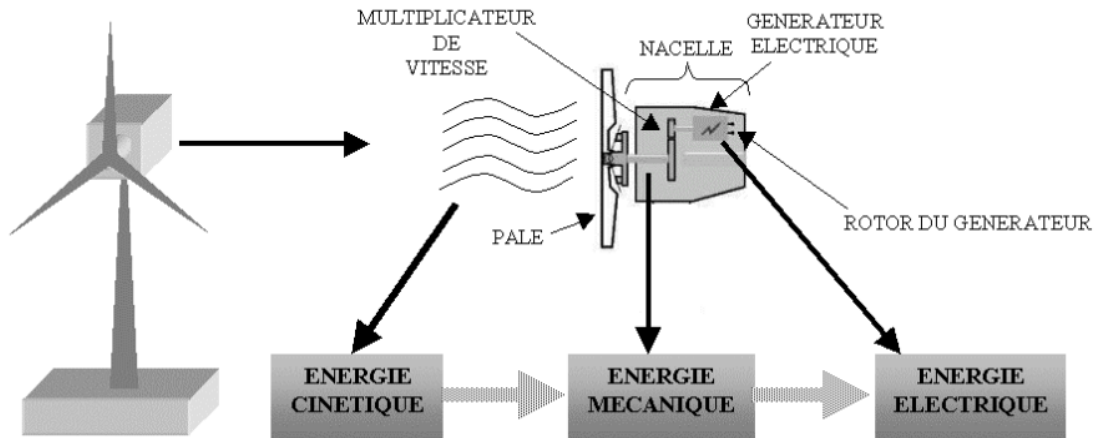 MULTIPLICATEUR
DE
VITESSE
GENERATEUR
ELECTRIQUE
NACELLE
PALE
ROTOR DU GENERATEUR
ENERGIE
CINETIQUE
ENERGIE
MECANIQUE
ENERGIE
ELECTRIQUE